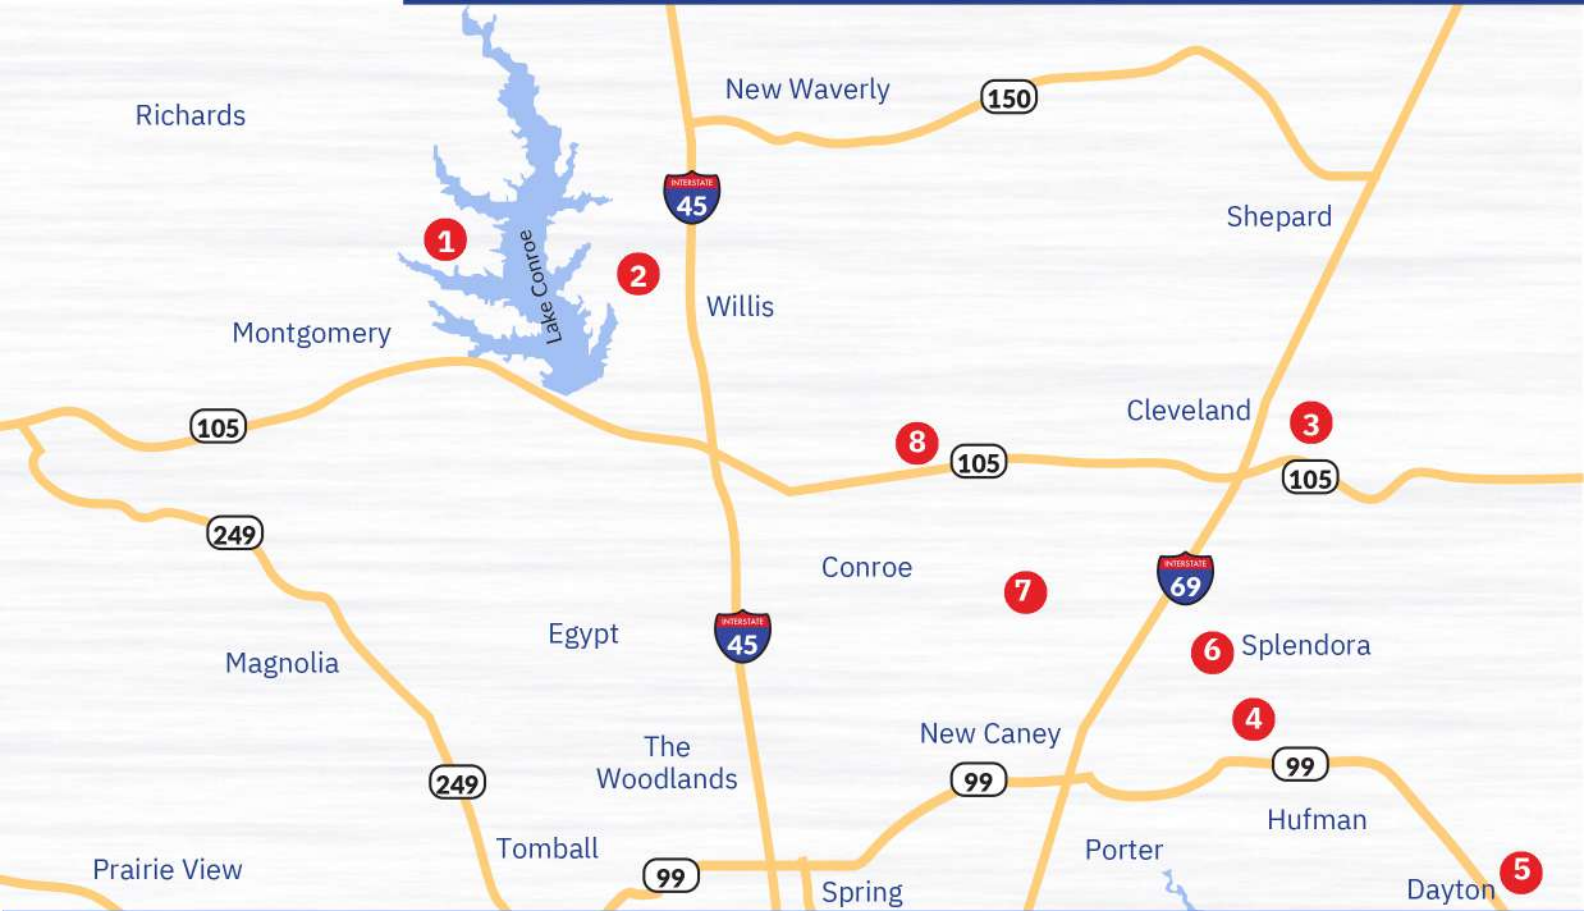 New Waverly
150
Richards
INTERSTATE
45
Shepard
1
Lake Conroe
2
Willis
Montgomery
Cleveland
3
105
8
105
105
249
Conroe
INTERSTATE
69
7
Egypt
INTERSTATE
45
6
Splendora
Magnolia
4
New Caney
The
Woodlands
99
99
249
Hufman
Tomball
Porter
Prairie View
99
5
Spring
Dayton